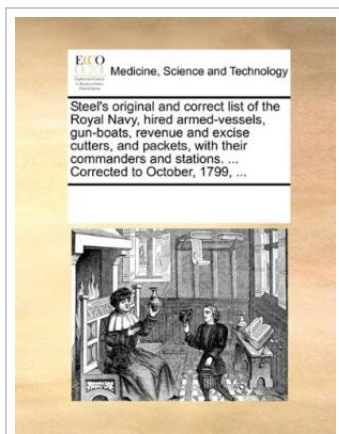 ECCO
Medicine, Science and Technology
Steel's original and correct list of the
Royal Navy, hired armed-vessels,
gun-boats, revenue and excise
cutters, and packets, with their
commanders and stations. ...
Corrected to October, 1799, ...